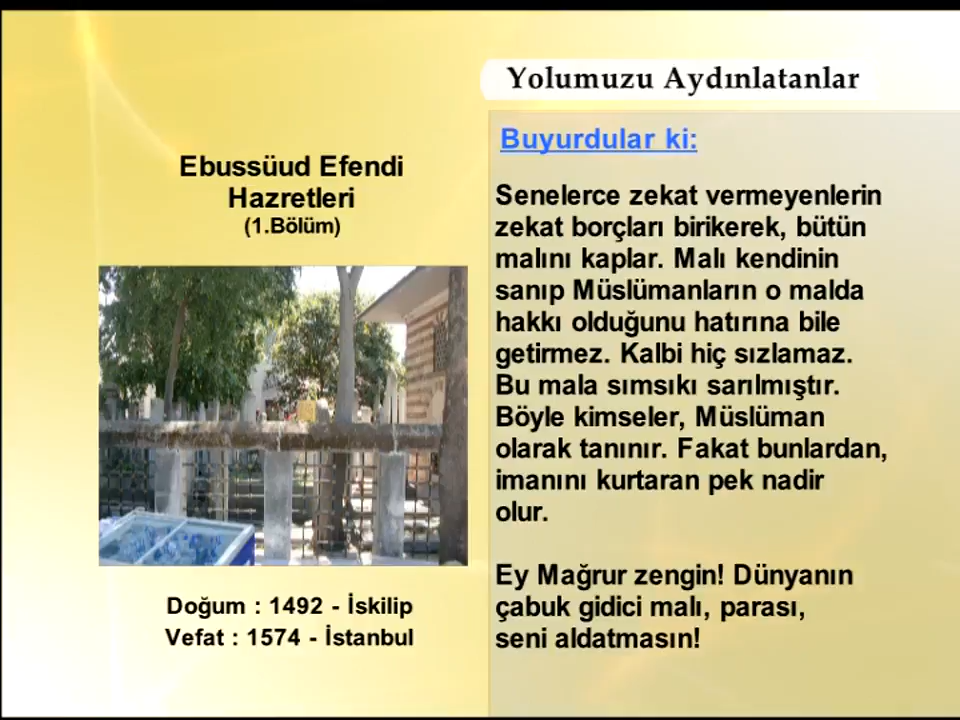 Yolumuzu Aydınlatanlar
Ebussüud Efendi
Hazretleri
(1.Bölüm)
Doğum : 1492 - İskilip
Vefat : 1574 - İstanbul
Buyurdular ki:
Senelerce zekat vermeyenlerin
zekat borçları birikerek, bütün
malını kaplar. Malı kendinin
sanıp Müslümanların o malda
hakkı olduğunu hatırına bile
getirmez. Kalbi hiç sızlamaz.
Bu mala sımsıkı sarılmıştır.
Böyle kimseler, Müslüman
olarak tanınır. Fakat bunlardan,
imanını kurtaran pek nadir
olur.
Ey Mağrur zengin! Dünyanın
çabuk gidici malı, parası,
seni aldatmasın!